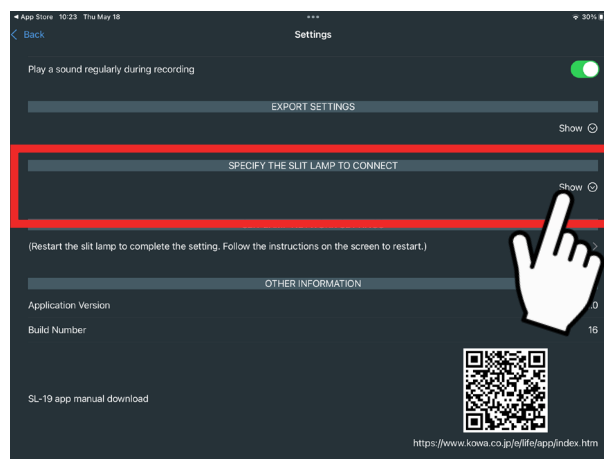 App Store 10:23 Thu May 18
30%
Back
Settings
Play a sound regularly during recording
EXPORT SETTINGS
Show
SPECIFY THE SLIT LAMP TO CONNECT
Show
(Restart the slit lamp to complete the setting. Follow the instructions on the screen to restart.)
OTHER INFORMATION
Application Version
.0
Build Number
16
SL-19 app manual download
https://www.kowa.co.jp/e/life/app/index.htm